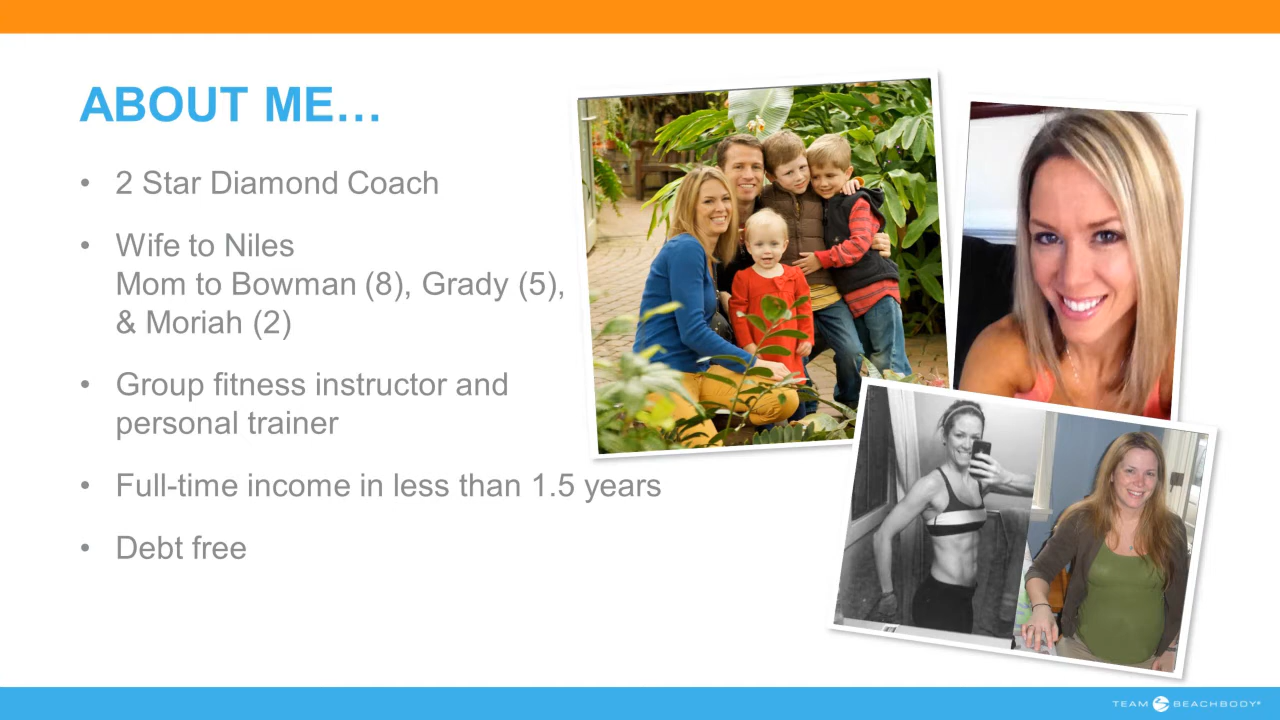 ABOUT ME…
• 2 Star Diamond Coach
• Wife to Niles
Mom to Bowman (8), Grady (5),
& Moriah (2)
• Group fitness instructor and
personal trainer
• Full-time income in less than 1.5 years
• Debt free
TEAM BEACHBODY®